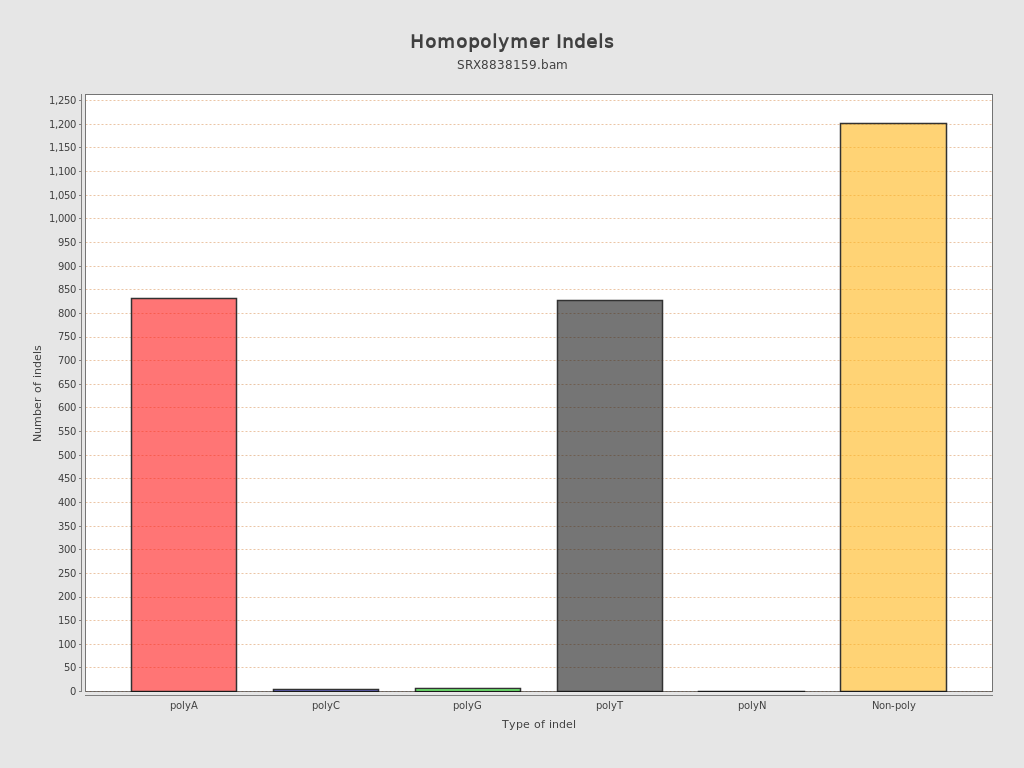 Homopolymer Indels
SRX8838159.bam
1,250
1,200
1,150
1,100
1,050
1,000
950
900
850
800
750
700
650
600
550
500
450
400
350
300
250
200
150
100
50
0
Number of indels
polyA
polyC
polyG
polyT
polyN
Non-poly
Type of indel